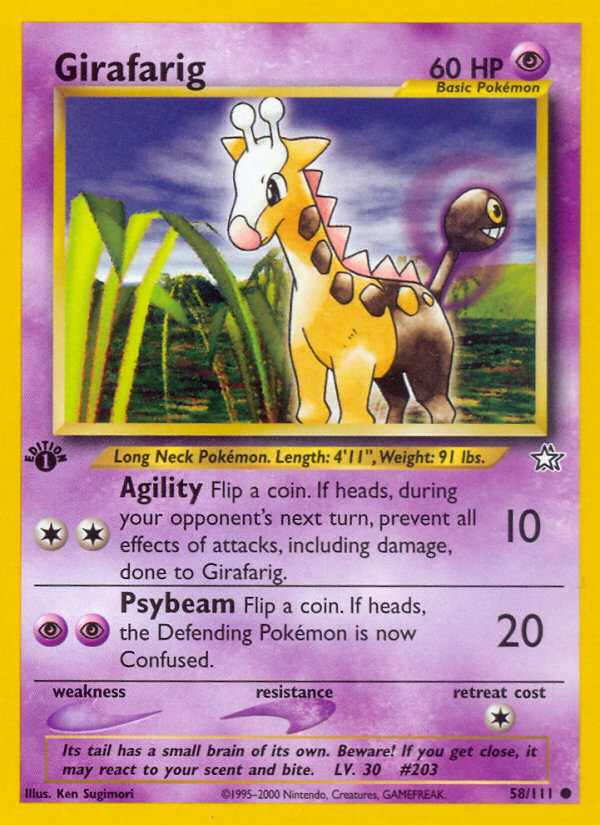 Girafarig
60 HP
Basic Pokémon
EDITION
1
Long Neck Pokémon. Length: 4'11", Weight: 91 lbs.
Agility Flip a coin. If heads, during
your opponent's next turn, prevent all
effects of attacks, including damage,
done to Girafarig.
10
Psybeam Flip a coin. If heads,
the Defending Pokémon is now
Confused.
20
weakness resistance retreat cost
Its tail has a small brain of its own. Beware! If you get close, it
may react to your scent and bite. LV. 30 #203
Illus. Ken Sugimori ©1995-2000 Nintendo, Creatures, GAMEFREAK. 58/111